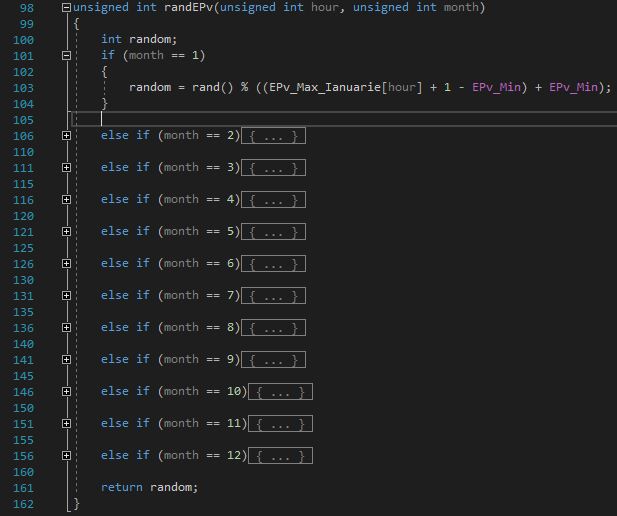 98 unsigned int randEPv(unsigned int hour, unsigned int month)
99 {
100 int random;
101 if (month == 1)
102 {
103 random = rand() % ((EPv_Max_Ianuarie[hour] + 1 - EPv_Min) + EPv_Min);
104 }
105
106 else if (month == 2){ ... }
110
111 else if (month == 3){ ... }
115
116 else if (month == 4){ ... }
120
121 else if (month == 5){ ... }
125
126 else if (month == 6){ ... }
130
131 else if (month == 7){ ... }
135
136 else if (month == 8){ ... }
140
141 else if (month == 9){ ... }
145
146 else if (month == 10){ ... }
150
151 else if (month == 11){ ... }
155
156 else if (month == 12){ ... }
160
161 return random;
162 }